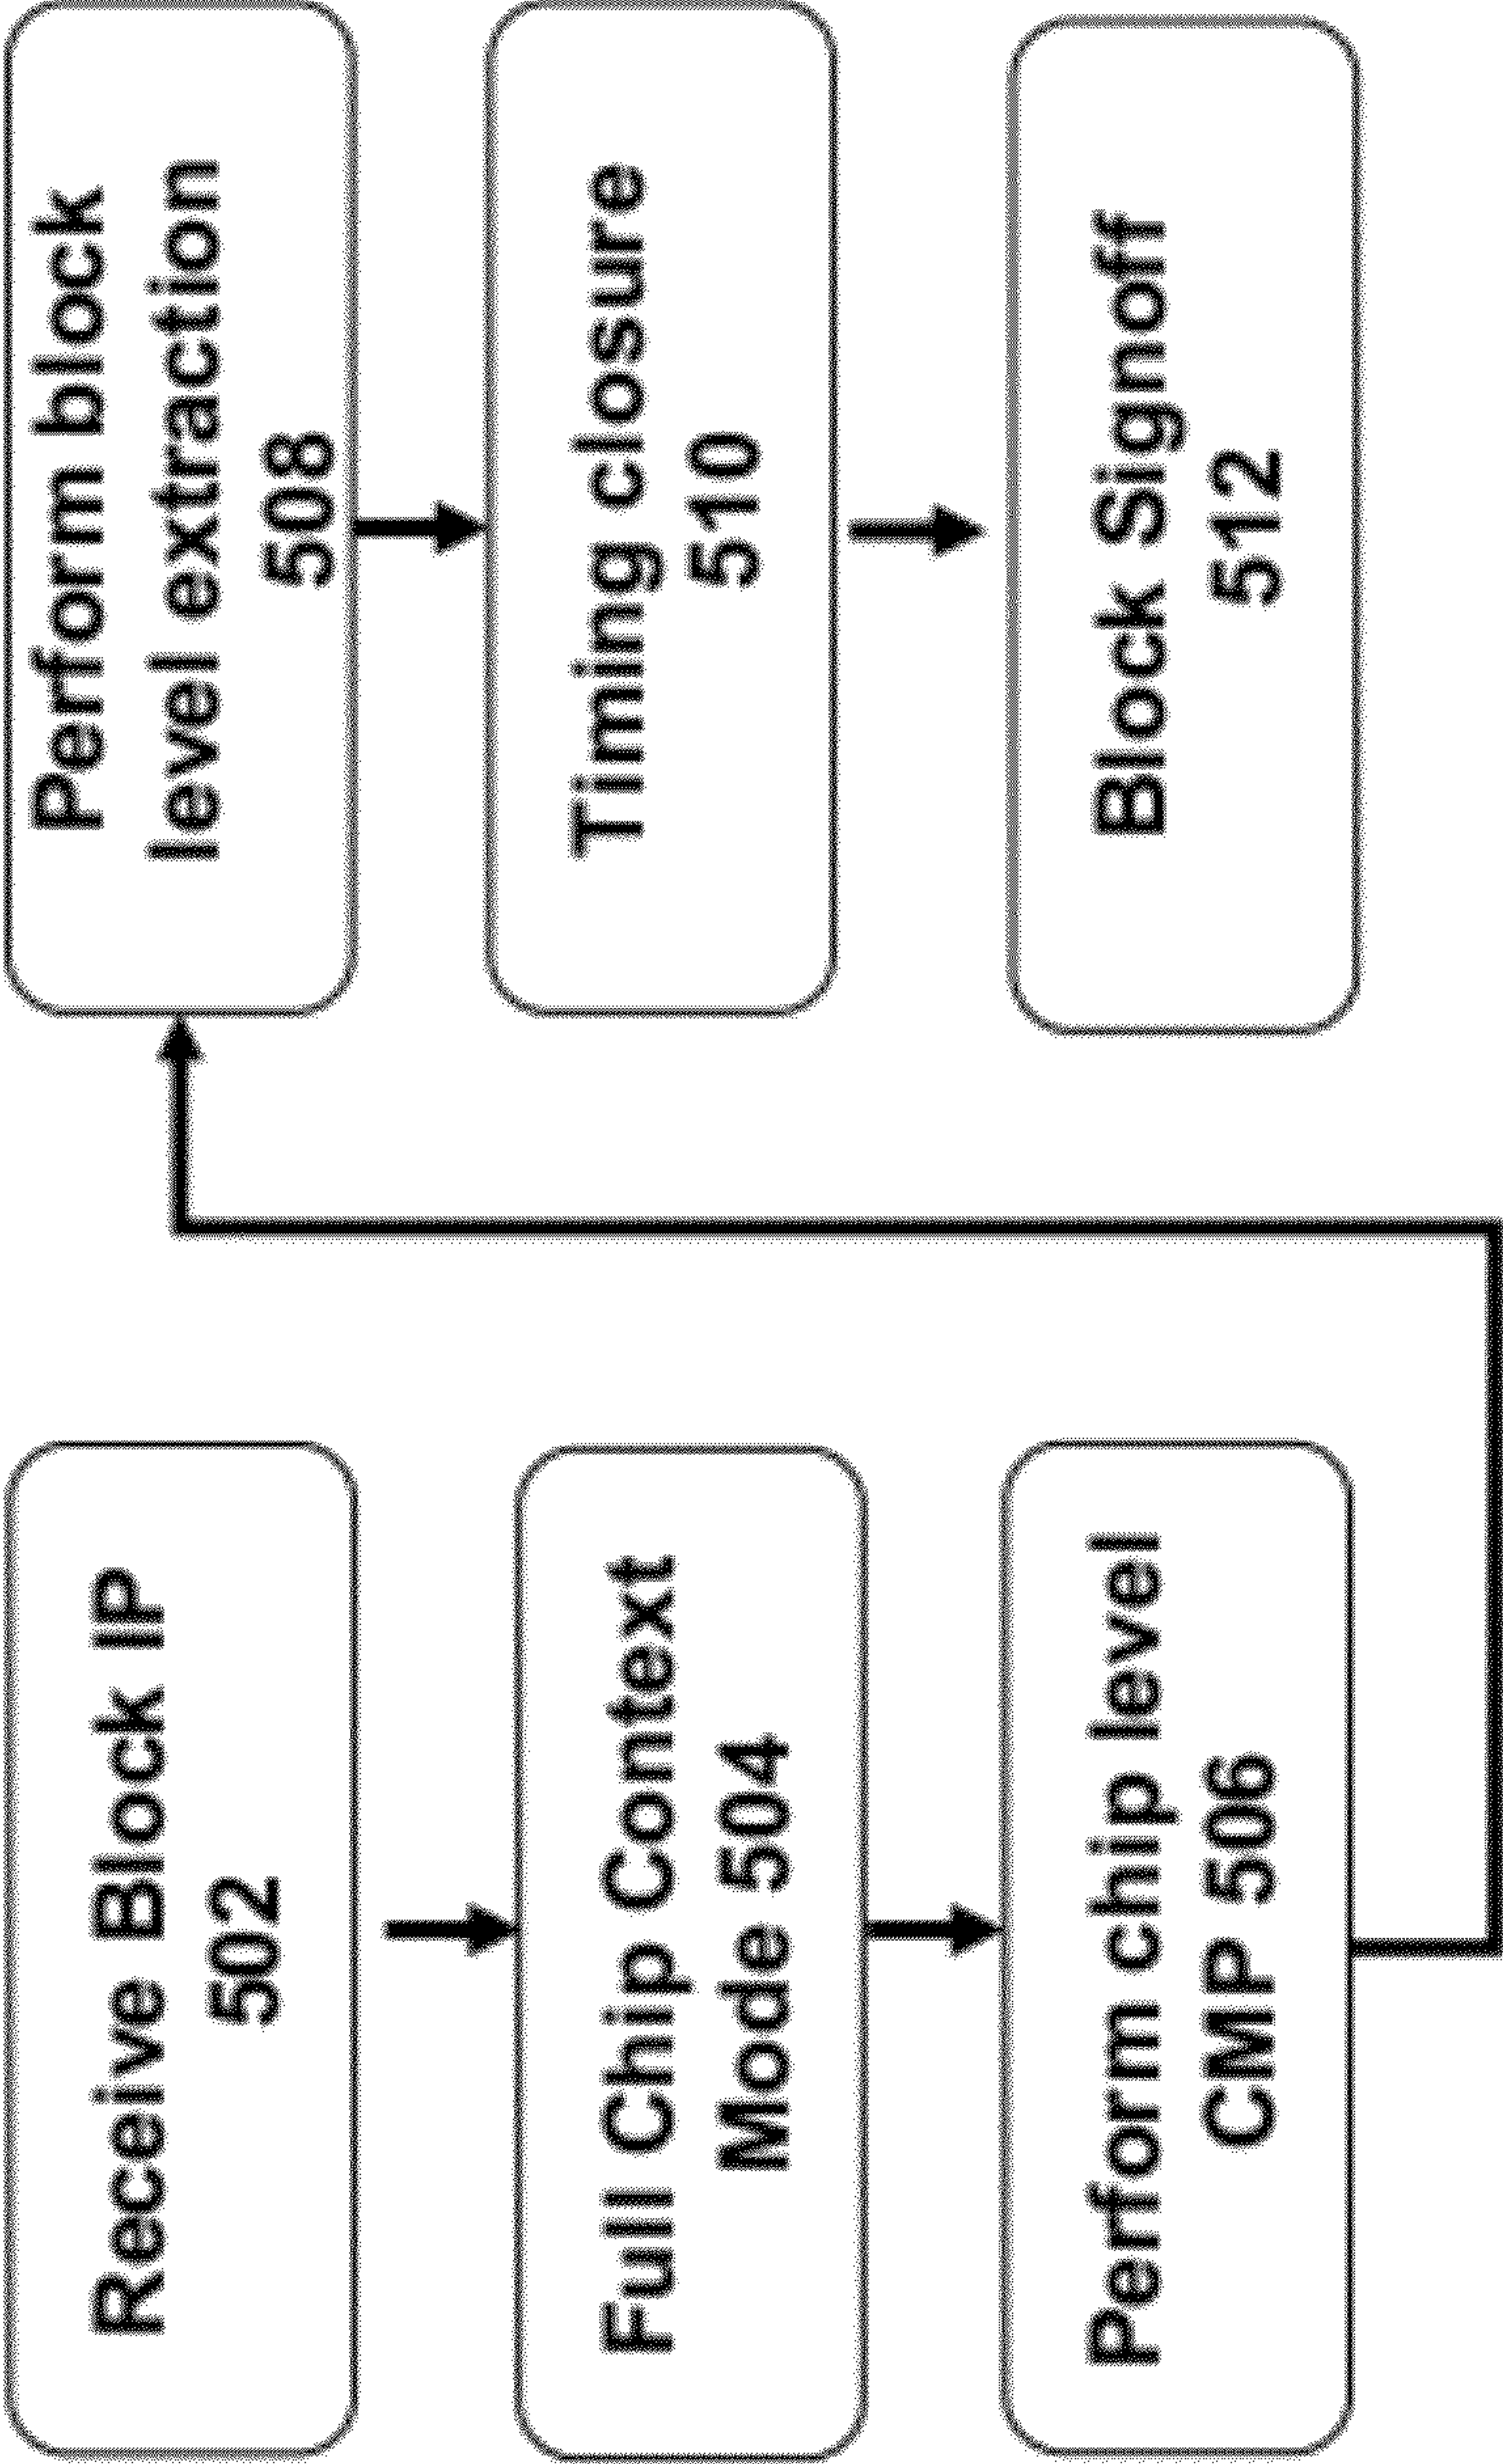 Receive Block IP
502
Full Chip Context
Mode 504
Perform chip level
CMP 506
Perform block
level extraction
508
Timing closure
510
Block Signoff
512